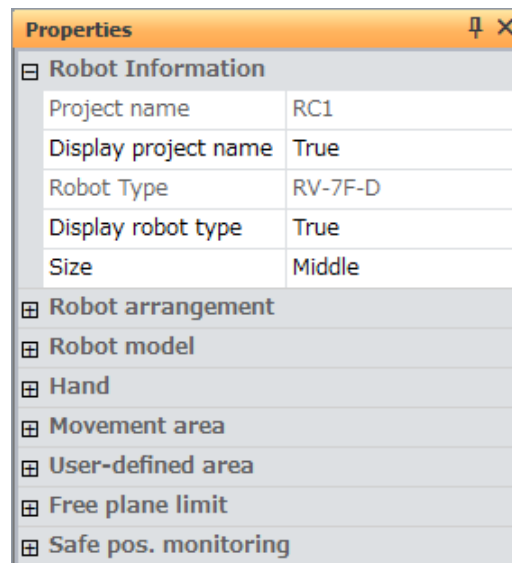 Properties
Robot Information
Project name RC1
Display project name True
Robot Type RV-7F-D
Display robot type True
Size Middle
Robot arrangement
Robot model
Hand
Movement area
User-defined area
Free plane limit
Safe pos. monitoring